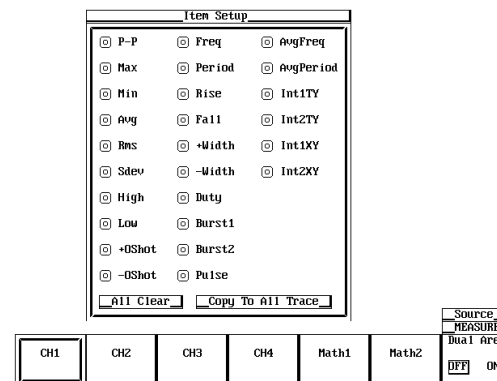 Item Setup
P-P Freq AvgFreq
Max Period AvgPeriod
Min Rise Int1TY
Avg Fall Int2TY
Rms +Width Int1XY
Sdev -Width Int2XY
High Duty
Low Burst1
+OShot Burst2
-OShot Pulse
All Clear Copy To All Trace
Source
MEASURE
CH1 CH2 CH3 CH4 Math1 Math2 Dual Are
OFF ON